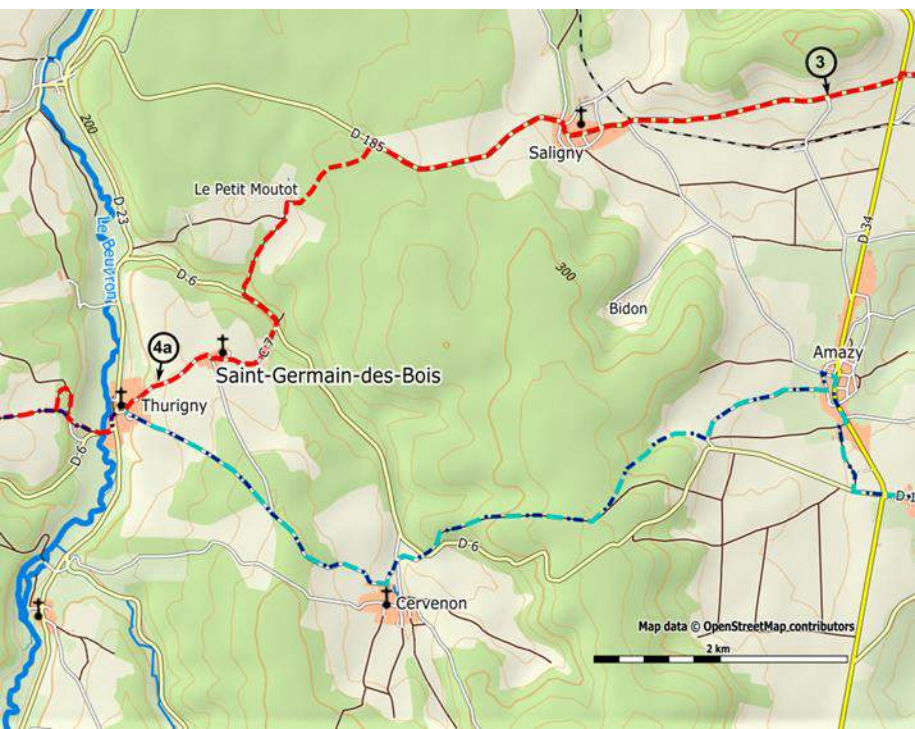 3
200
D-185
Saligny
Le Petit Moutot
D-23
Le Beuvron
D-34
D-6
300
Bidon
4a
C-7
Saint-Germain-des-Bois
Amazy
Thurigny
D-6
D-1
D-6
Cervenon
Map data © OpenStreetMap contributors
2 km